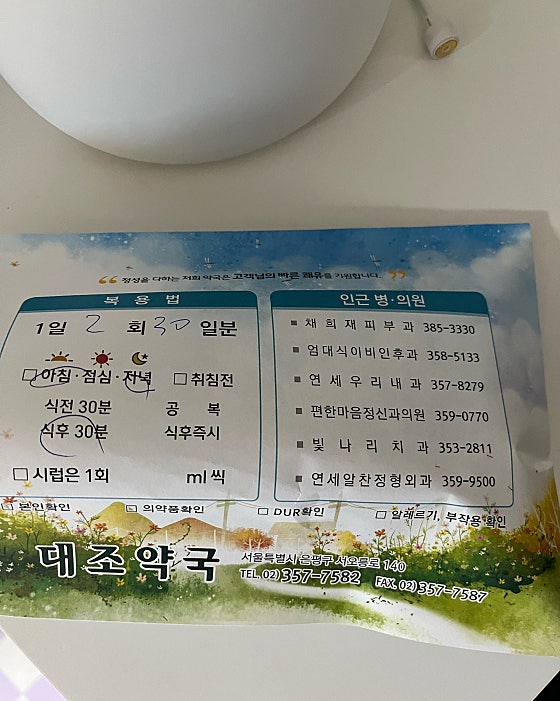 정성을 다하는 저희 약국은 고객님의 빠른 쾌유를 기원합니다.
복 용 법
1일 2 회 30 일분
□아침·점심·저녁 □취침전
식전 30분 공 복
식후 30분 식후즉시
□시럽은 1회 ml씩
인근 병·의원
■ 채희재피부과 385-3330
■ 엄대식이비인후과 358-5133
■ 연세우리내과 357-8279
■ 편한마음정신과의원 359-0770
■ 빛나리치과 353-2811
■ 연세알찬정형외과 359-9500
□ 본인확인 □ 의약품확인 □ DUR확인 □ 알레르기, 부작용 확인
대조약국
서울특별시 은평구 서오릉로 140
TEL. 02) 357-7582 FAX. 02) 357-7587